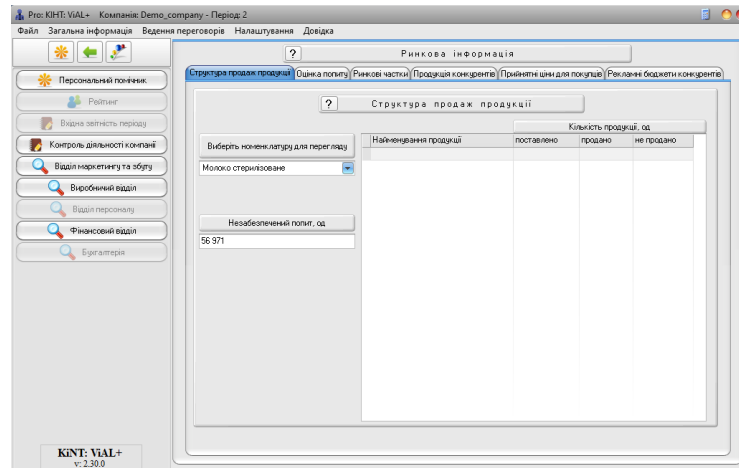 Pro: КІНТ: ViAL+ Компанія: Demo_company - Період: 2
Файл Загальна інформація Ведення переговорів Налаштування Довідка
? Ринкова інформація
Структура продаж продукції Оцінка попиту Ринкові частки Продукція конкурентів Прийнятні ціни для покупців Рекламні бюджети конкурентів
Персональний помічник
Рейтинг
Вхідна звітність періоду
Контроль діяльності компанії
Відділ маркетингу та збуту
Виробничий відділ
Відділ персоналу
Фінансовий відділ
Бухгалтерія
? Структура продаж продукції
Кількість продукції, од
Найменування продукції поставлено продано не продано
Виберіть номенклатуру для перегляду
Молоко стерилізоване
Незабезпечений попит, од
56 971
KiNT: ViAL+
v: 2.30.0